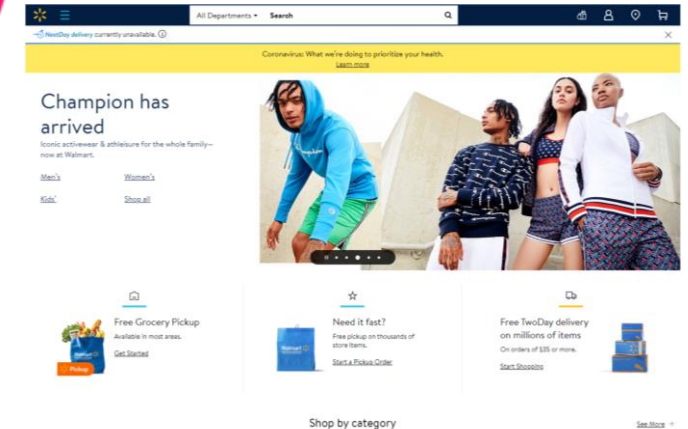 All Departments Search
NextDay delivery currently unavailable.
Coronavirus: What we're doing to prioritize your health.
Learn more
Champion has
arrived
Iconic activewear & athleisure for the whole family—
now at Walmart.
Men's Women's
Kids' Shop all
Free Grocery Pickup
Available in most areas.
Get Started
Walmart
Pickup
Need it fast?
Free pickup on thousands of
store items.
Start a Pickup Order
Walmart
Free TwoDay delivery
on millions of items
On orders of $35 or more.
Start Shopping
Shop by category
See More